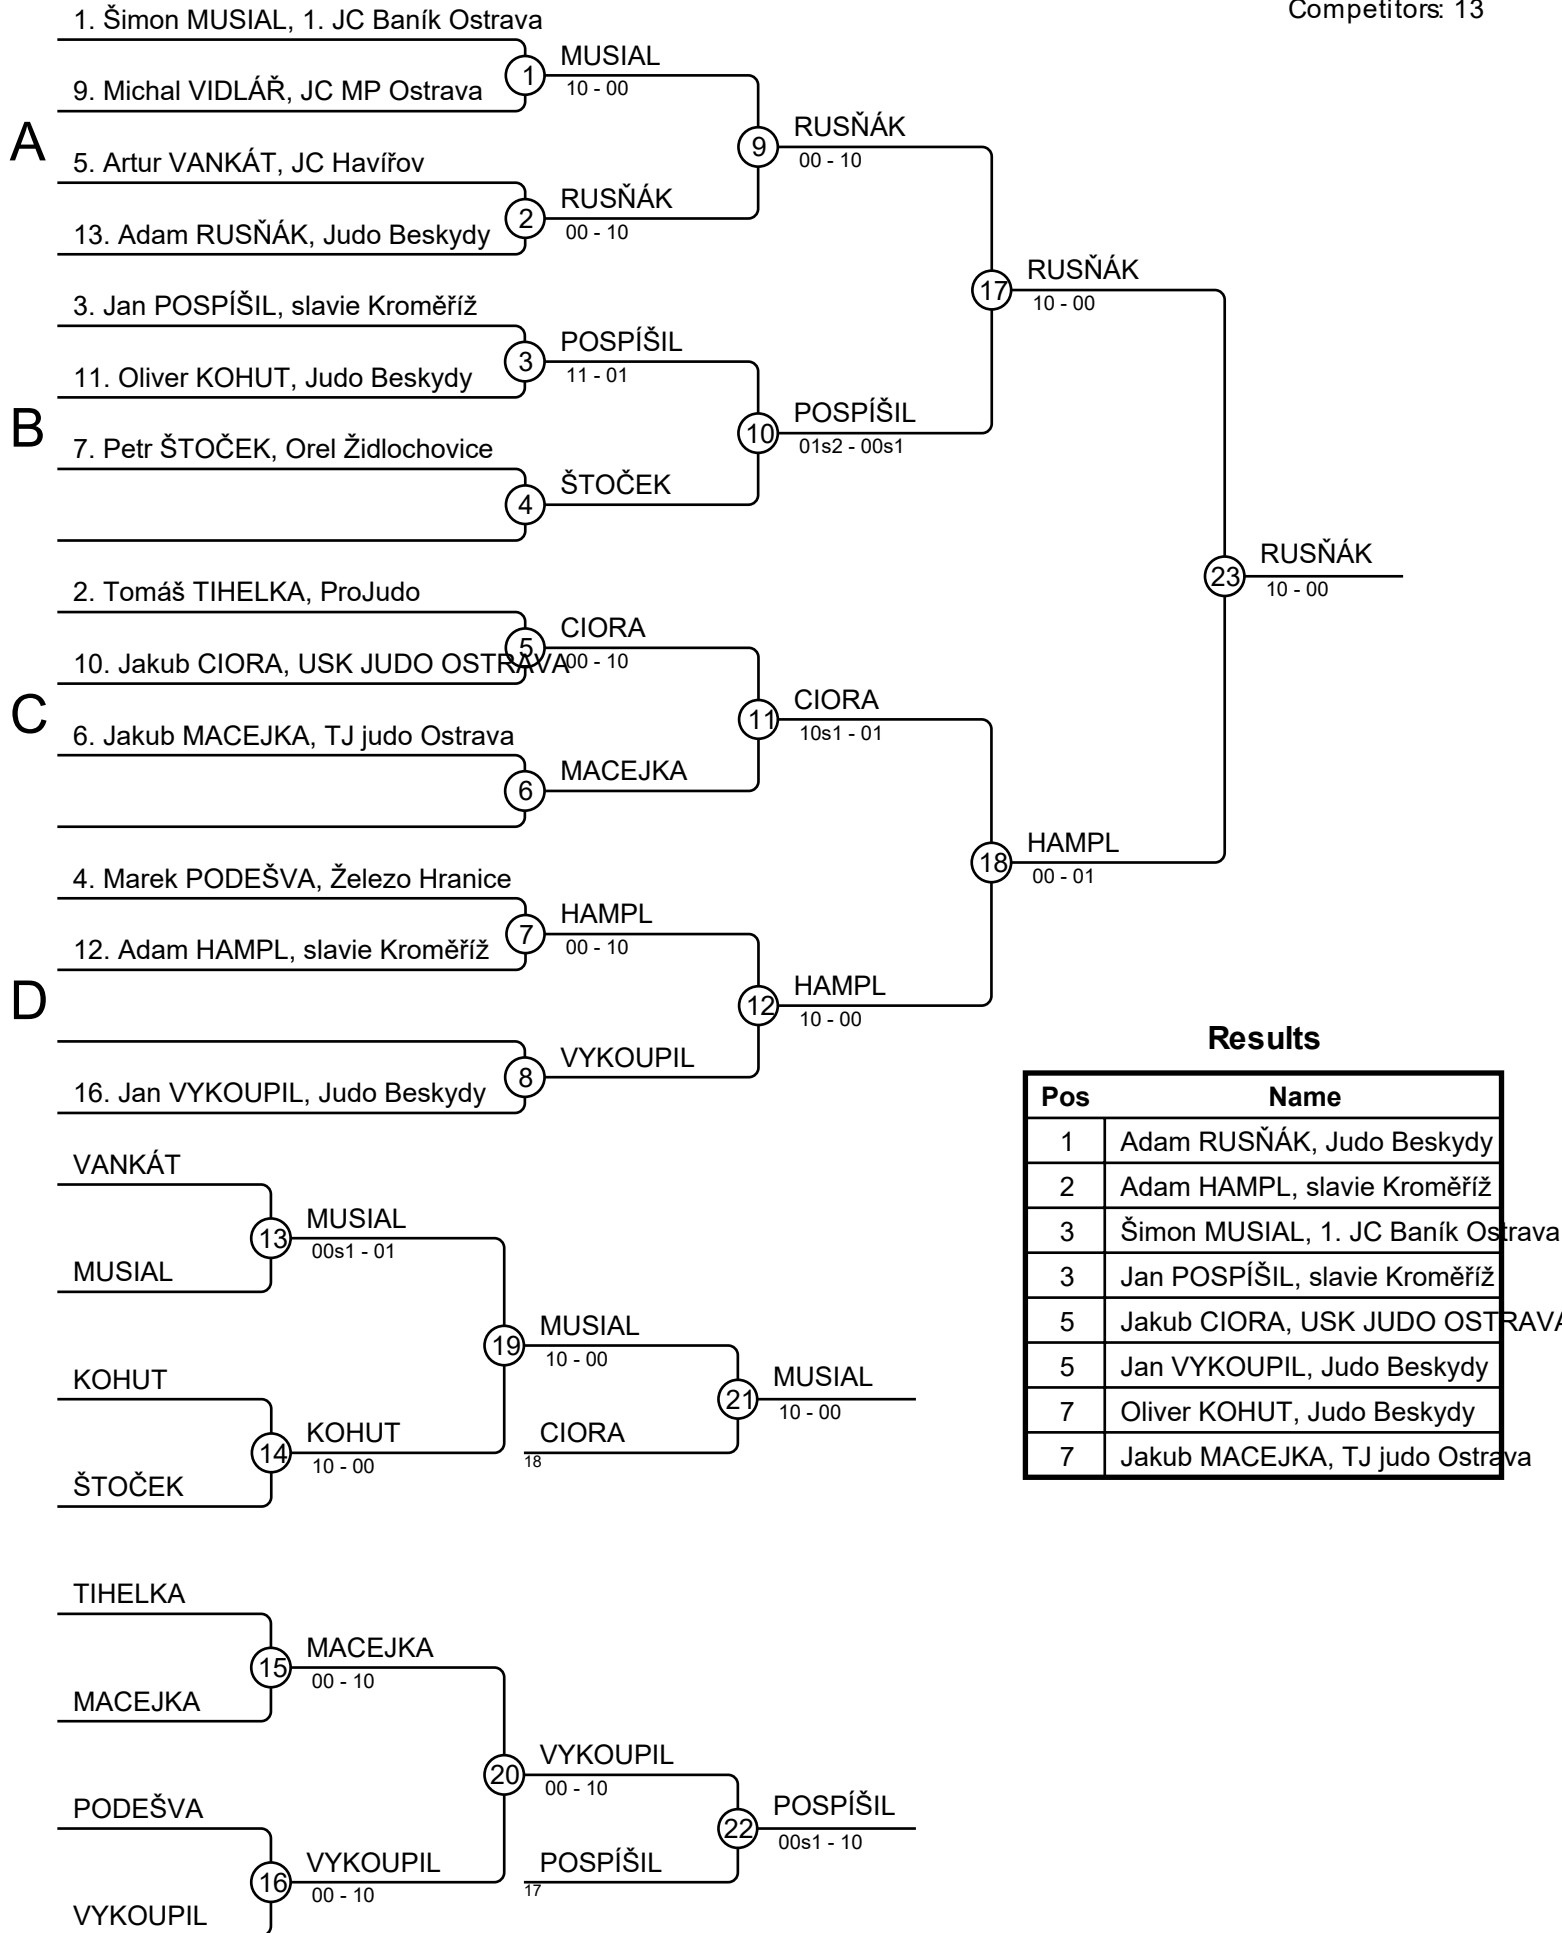 Competitors: 13
1. Šimon MUSIAL, 1. JC Baník Ostrava
1
MUSIAL
10 - 00
9. Michal VIDLÁŘ, JC MP Ostrava
A
9
RUSŇÁK
00 - 10
5. Artur VANKÁT, JC Havířov
2
RUSŇÁK
00 - 10
13. Adam RUSŇÁK, Judo Beskydy
17
RUSŇÁK
10 - 00
3. Jan POSPÍŠIL, slavie Kroměříž
3
POSPÍŠIL
11 - 01
11. Oliver KOHUT, Judo Beskydy
B
10
POSPÍŠIL
01s2 - 00s1
7. Petr ŠTOČEK, Orel Židlochovice
4
ŠTOČEK
23
RUSŇÁK
10 - 00
2. Tomáš TIHELKA, ProJudo
5
CIORA
00 - 10
10. Jakub CIORA, USK JUDO OSTRAVA
C
11
CIORA
10s1 - 01
6. Jakub MACEJKA, TJ judo Ostrava
6
MACEJKA
18
HAMPL
00 - 01
4. Marek PODEŠVA, Železo Hranice
7
HAMPL
00 - 10
12. Adam HAMPL, slavie Kroměříž
D
12
HAMPL
10 - 00
8
VYKOUPIL
16. Jan VYKOUPIL, Judo Beskydy
Results
Pos Name
1 Adam RUSŇÁK, Judo Beskydy
2 Adam HAMPL, slavie Kroměříž
3 Šimon MUSIAL, 1. JC Baník Ostrava
3 Jan POSPÍŠIL, slavie Kroměříž
5 Jakub CIORA, USK JUDO OSTRAVA
5 Jan VYKOUPIL, Judo Beskydy
7 Oliver KOHUT, Judo Beskydy
7 Jakub MACEJKA, TJ judo Ostrava
VANKÁT
13
MUSIAL
00s1 - 01
MUSIAL
19
MUSIAL
10 - 00
KOHUT
14
KOHUT
10 - 00
ŠTOČEK
CIORA
18
21
MUSIAL
10 - 00
TIHELKA
15
MACEJKA
00 - 10
MACEJKA
20
VYKOUPIL
00 - 10
PODEŠVA
16
VYKOUPIL
00 - 10
VYKOUPIL
POSPÍŠIL
17
22
POSPÍŠIL
00s1 - 10